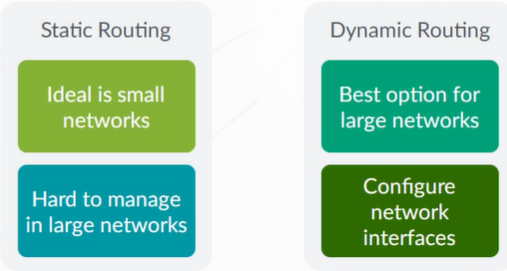 Static Routing
Ideal is small
networks
Hard to manage
in large networks
Dynamic Routing
Best option for
large networks
Configure
network
interfaces